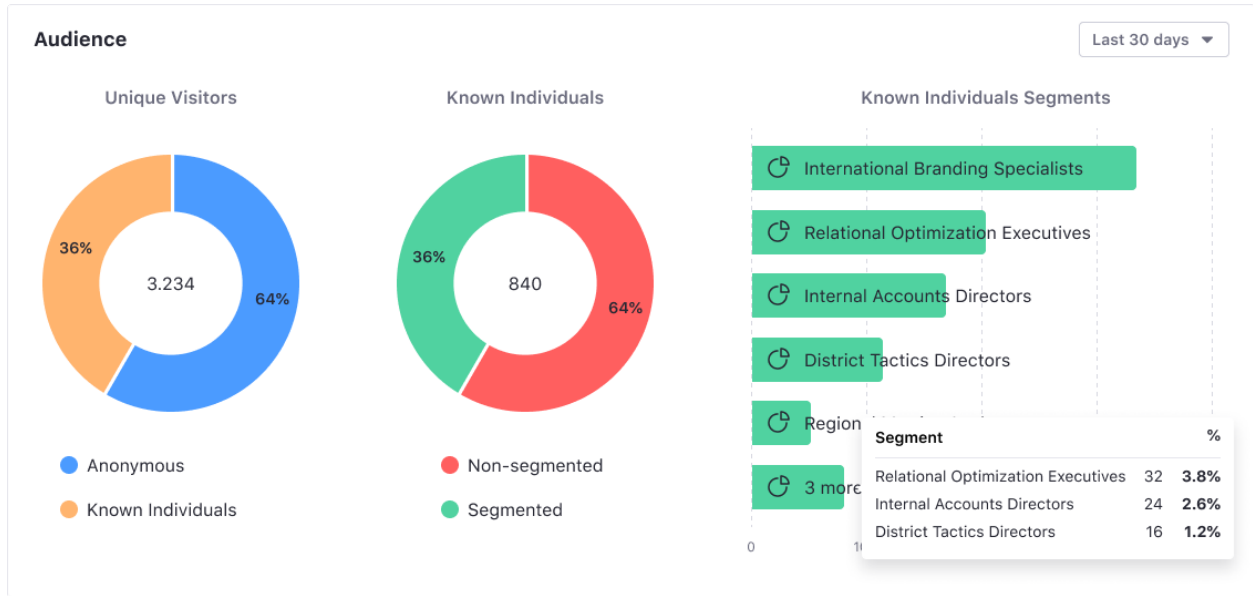 Audience
Last 30 days
Unique Visitors
Known Individuals
Known Individuals Segments
36%
3.234
64%
36%
840
64%
International Branding Specialists
Relational Optimization Executives
Internal Accounts Directors
District Tactics Directors
Region
3 more
0
Anonymous
Known Individuals
Non-segmented
Segmented
Segment %
Relational Optimization Executives 32 3.8%
Internal Accounts Directors 24 2.6%
District Tactics Directors 16 1.2%